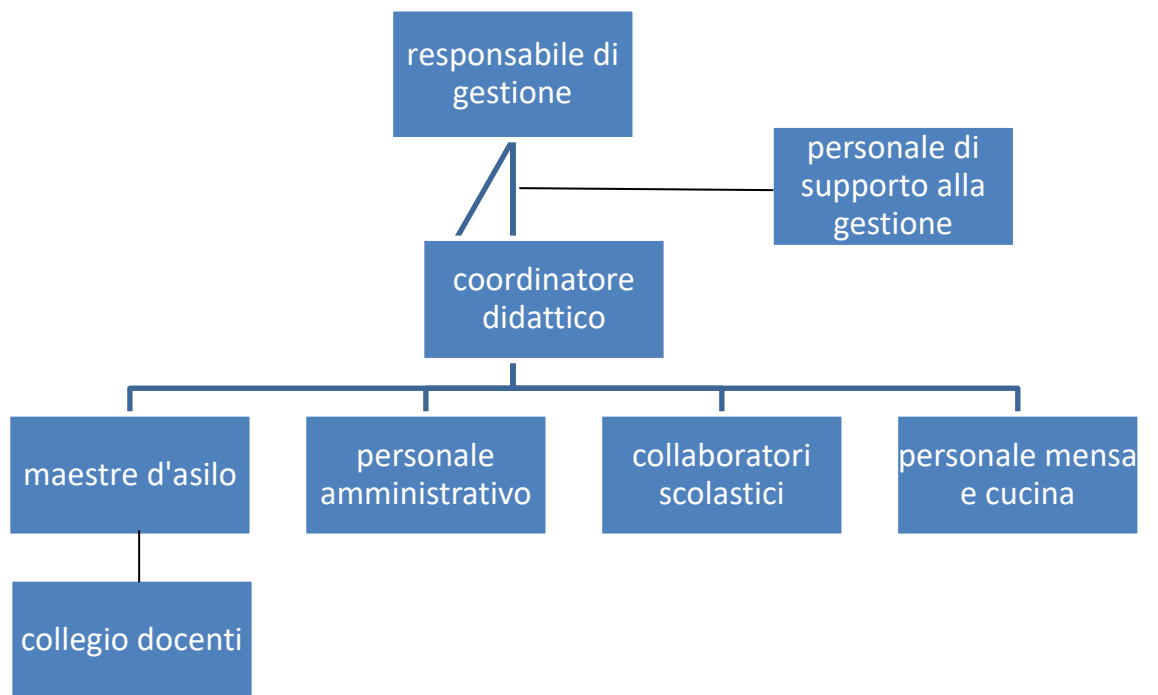 responsabile di
gestione
personale di
supporto alla
gestione
coordinatore
didattico
maestre d'asilo
personale
amministrativo
collaboratori
scolastici
personale mensa
e cucina
collegio docenti